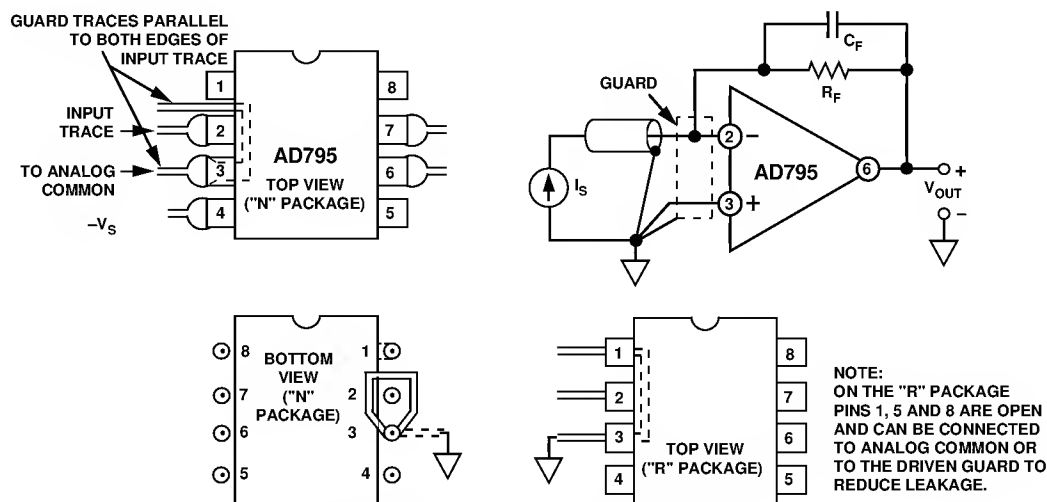 GUARD TRACES PARALLEL
TO BOTH EDGES OF
INPUT TRACE
INPUT
TRACE
TO ANALOG
COMMON
–VS
1
2
3
4
8
7
6
5
AD795
TOP VIEW
("N" PACKAGE)
GUARD
CF
RF
IS
2
–
3
+
AD795
6
+
VOUT
–
8
7
6
5
BOTTOM
VIEW
("N"
PACKAGE)
1
2
3
4
1
2
3
4
TOP VIEW
("R" PACKAGE)
8
7
6
5
NOTE:
ON THE "R" PACKAGE
PINS 1, 5 AND 8 ARE OPEN
AND CAN BE CONNECTED
TO ANALOG COMMON OR
TO THE DRIVEN GUARD TO
REDUCE LEAKAGE.